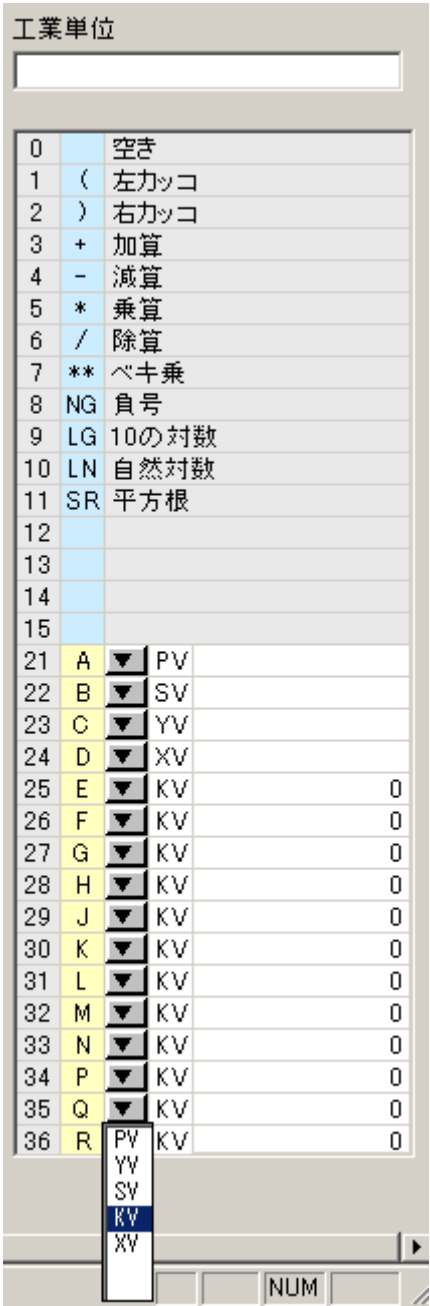 工業単位
0 空き
1 ( 左カッコ
2 ) 右カッコ
3 + 加算
4 - 減算
5 * 乗算
6 / 除算
7 ** ベキ乗
8 NG 負号
9 LG 10の対数
10 LN 自然対数
11 SR 平方根
12
13
14
15
21 A ▼ PV
22 B ▼ SV
23 C ▼ YV
24 D ▼ XV
25 E ▼ KV 0
26 F ▼ KV 0
27 G ▼ KV 0
28 H ▼ KV 0
29 J ▼ KV 0
30 K ▼ KV 0
31 L ▼ KV 0
32 M ▼ KV 0
33 N ▼ KV 0
34 P ▼ KV 0
35 Q ▼ KV 0
36 R KV 0
PV
YV
SV
KV
XV
NUM